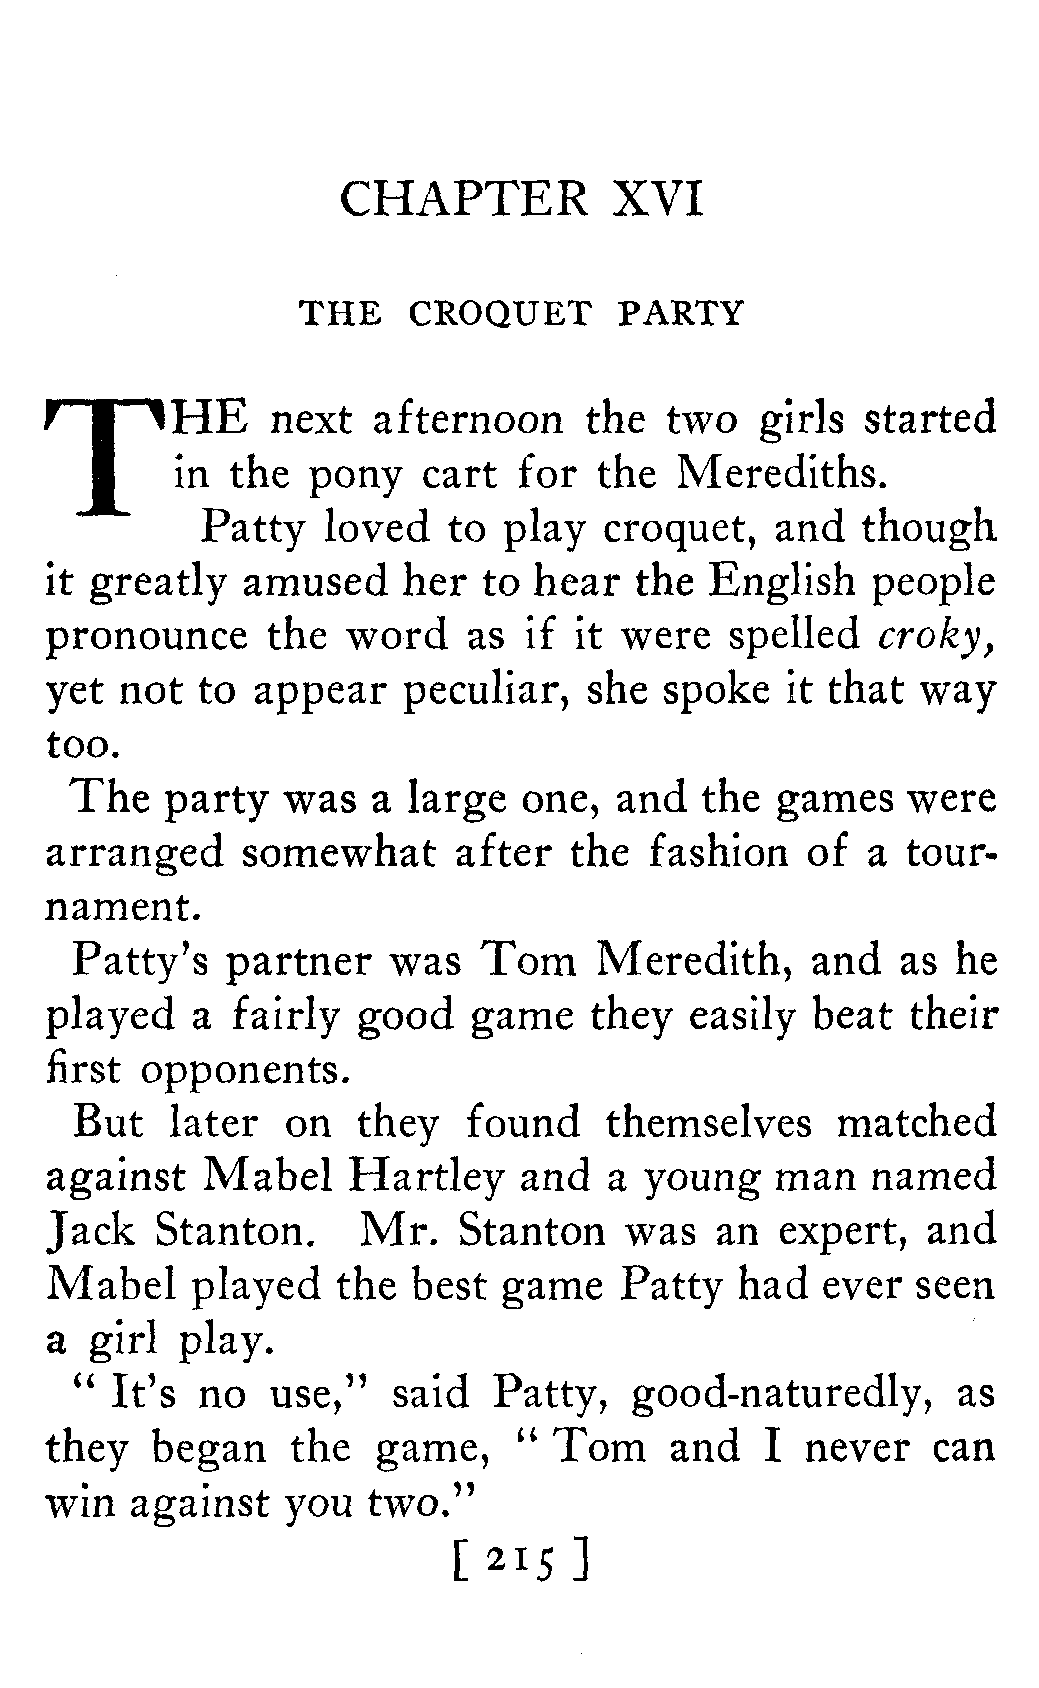 CHAPTER XVI
THE CROQUET PARTY
THE next afternoon the two girls started
in the pony cart for the Merediths.
Patty loved to play croquet, and though
it greatly amused her to hear the English people
pronounce the word as if it were spelled croky,
yet not to appear peculiar, she spoke it that way
too.
The party was a large one, and the games were
arranged somewhat after the fashion of a tour-
nament.
Patty's partner was Tom Meredith, and as he
played a fairly good game they easily beat their
first opponents.
But later on they found themselves matched
against Mabel Hartley and a young man named
Jack Stanton. Mr. Stanton was an expert, and
Mabel played the best game Patty had ever seen
a girl play.
" It's no use," said Patty, good-naturedly, as
they began the game, " Tom and I never can
win against you two."
[ 215 ]